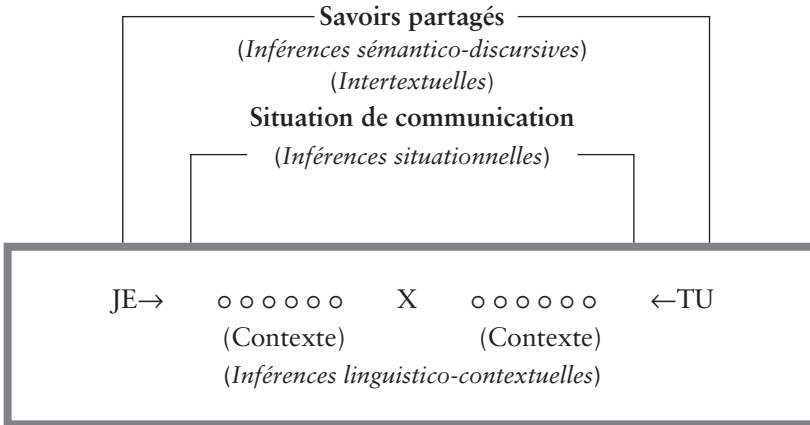 Savoirs partagés
(Inférences sémantico-discursives)
(Intertextuelles)
Situation de communication
(Inférences situationnelles)
JE→ o o o o o o X o o o o o o ←TU
(Contexte) (Contexte)
(Inférences linguistico-contextuelles)